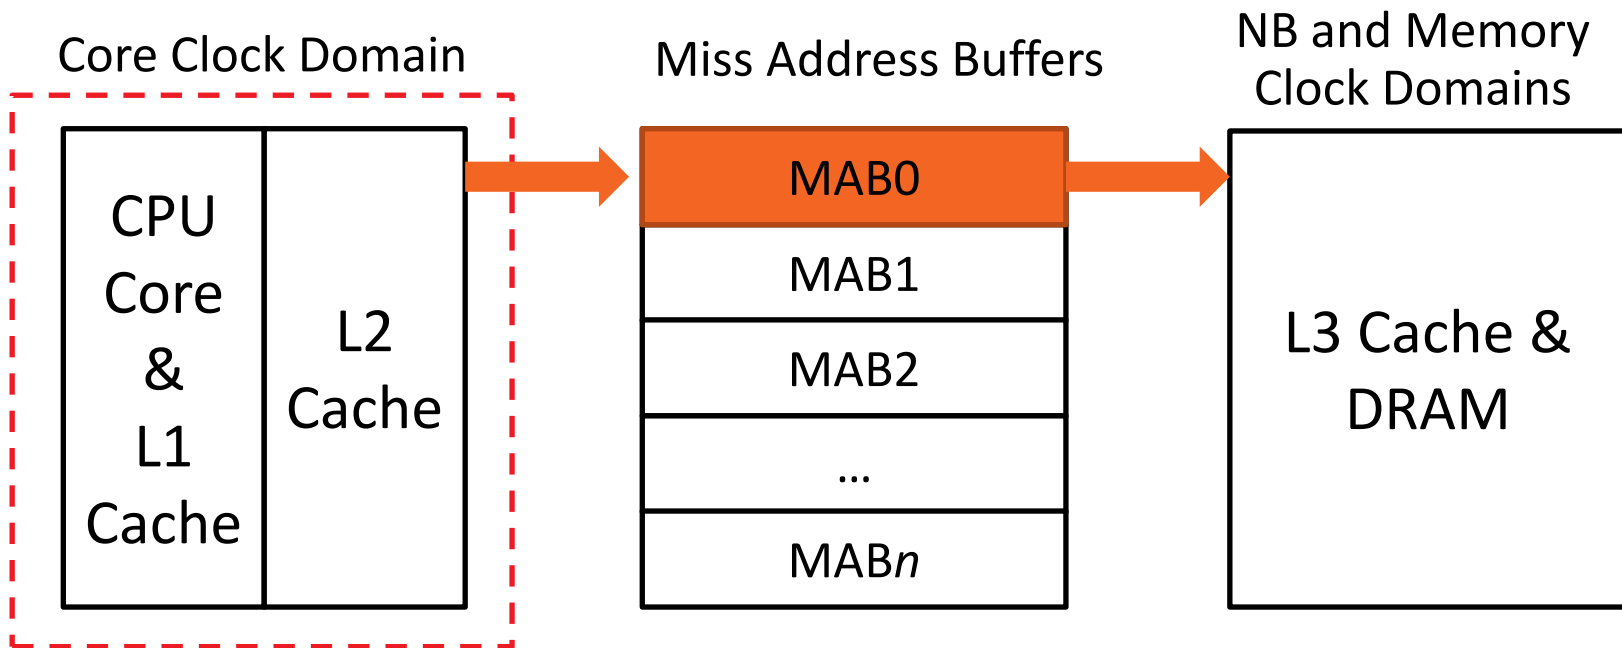 Core Clock Domain
CPU
Core
&
L1
Cache
L2
Cache
Miss Address Buffers
MAB0
MAB1
MAB2
...
MABn
NB and Memory
Clock Domains
L3 Cache &
DRAM